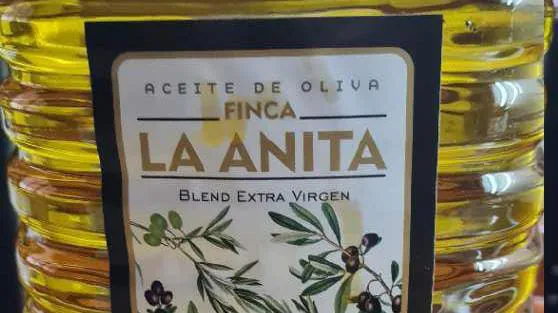 ACEITE DE OLIVA
FINCA
LA ANITA
BLEND EXTRA VIRGEN